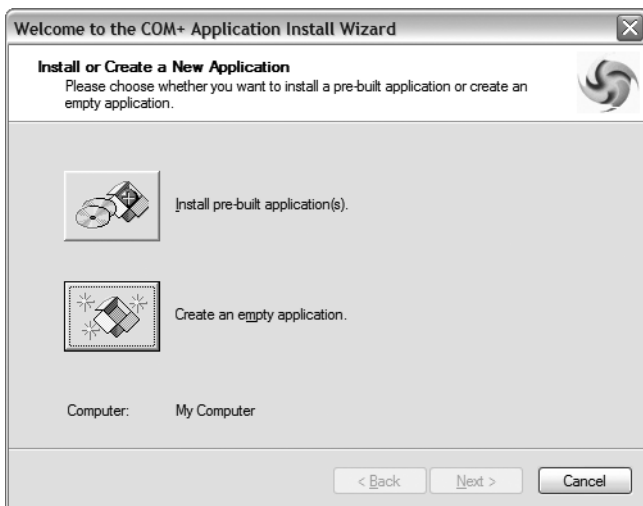 Welcome to the COM+ Application Install Wizard
Install or Create a New Application
Please choose whether you want to install a pre-built application or create an
empty application.
Install pre-built application(s).
Create an empty application.
Computer: My Computer
< Back Next > Cancel